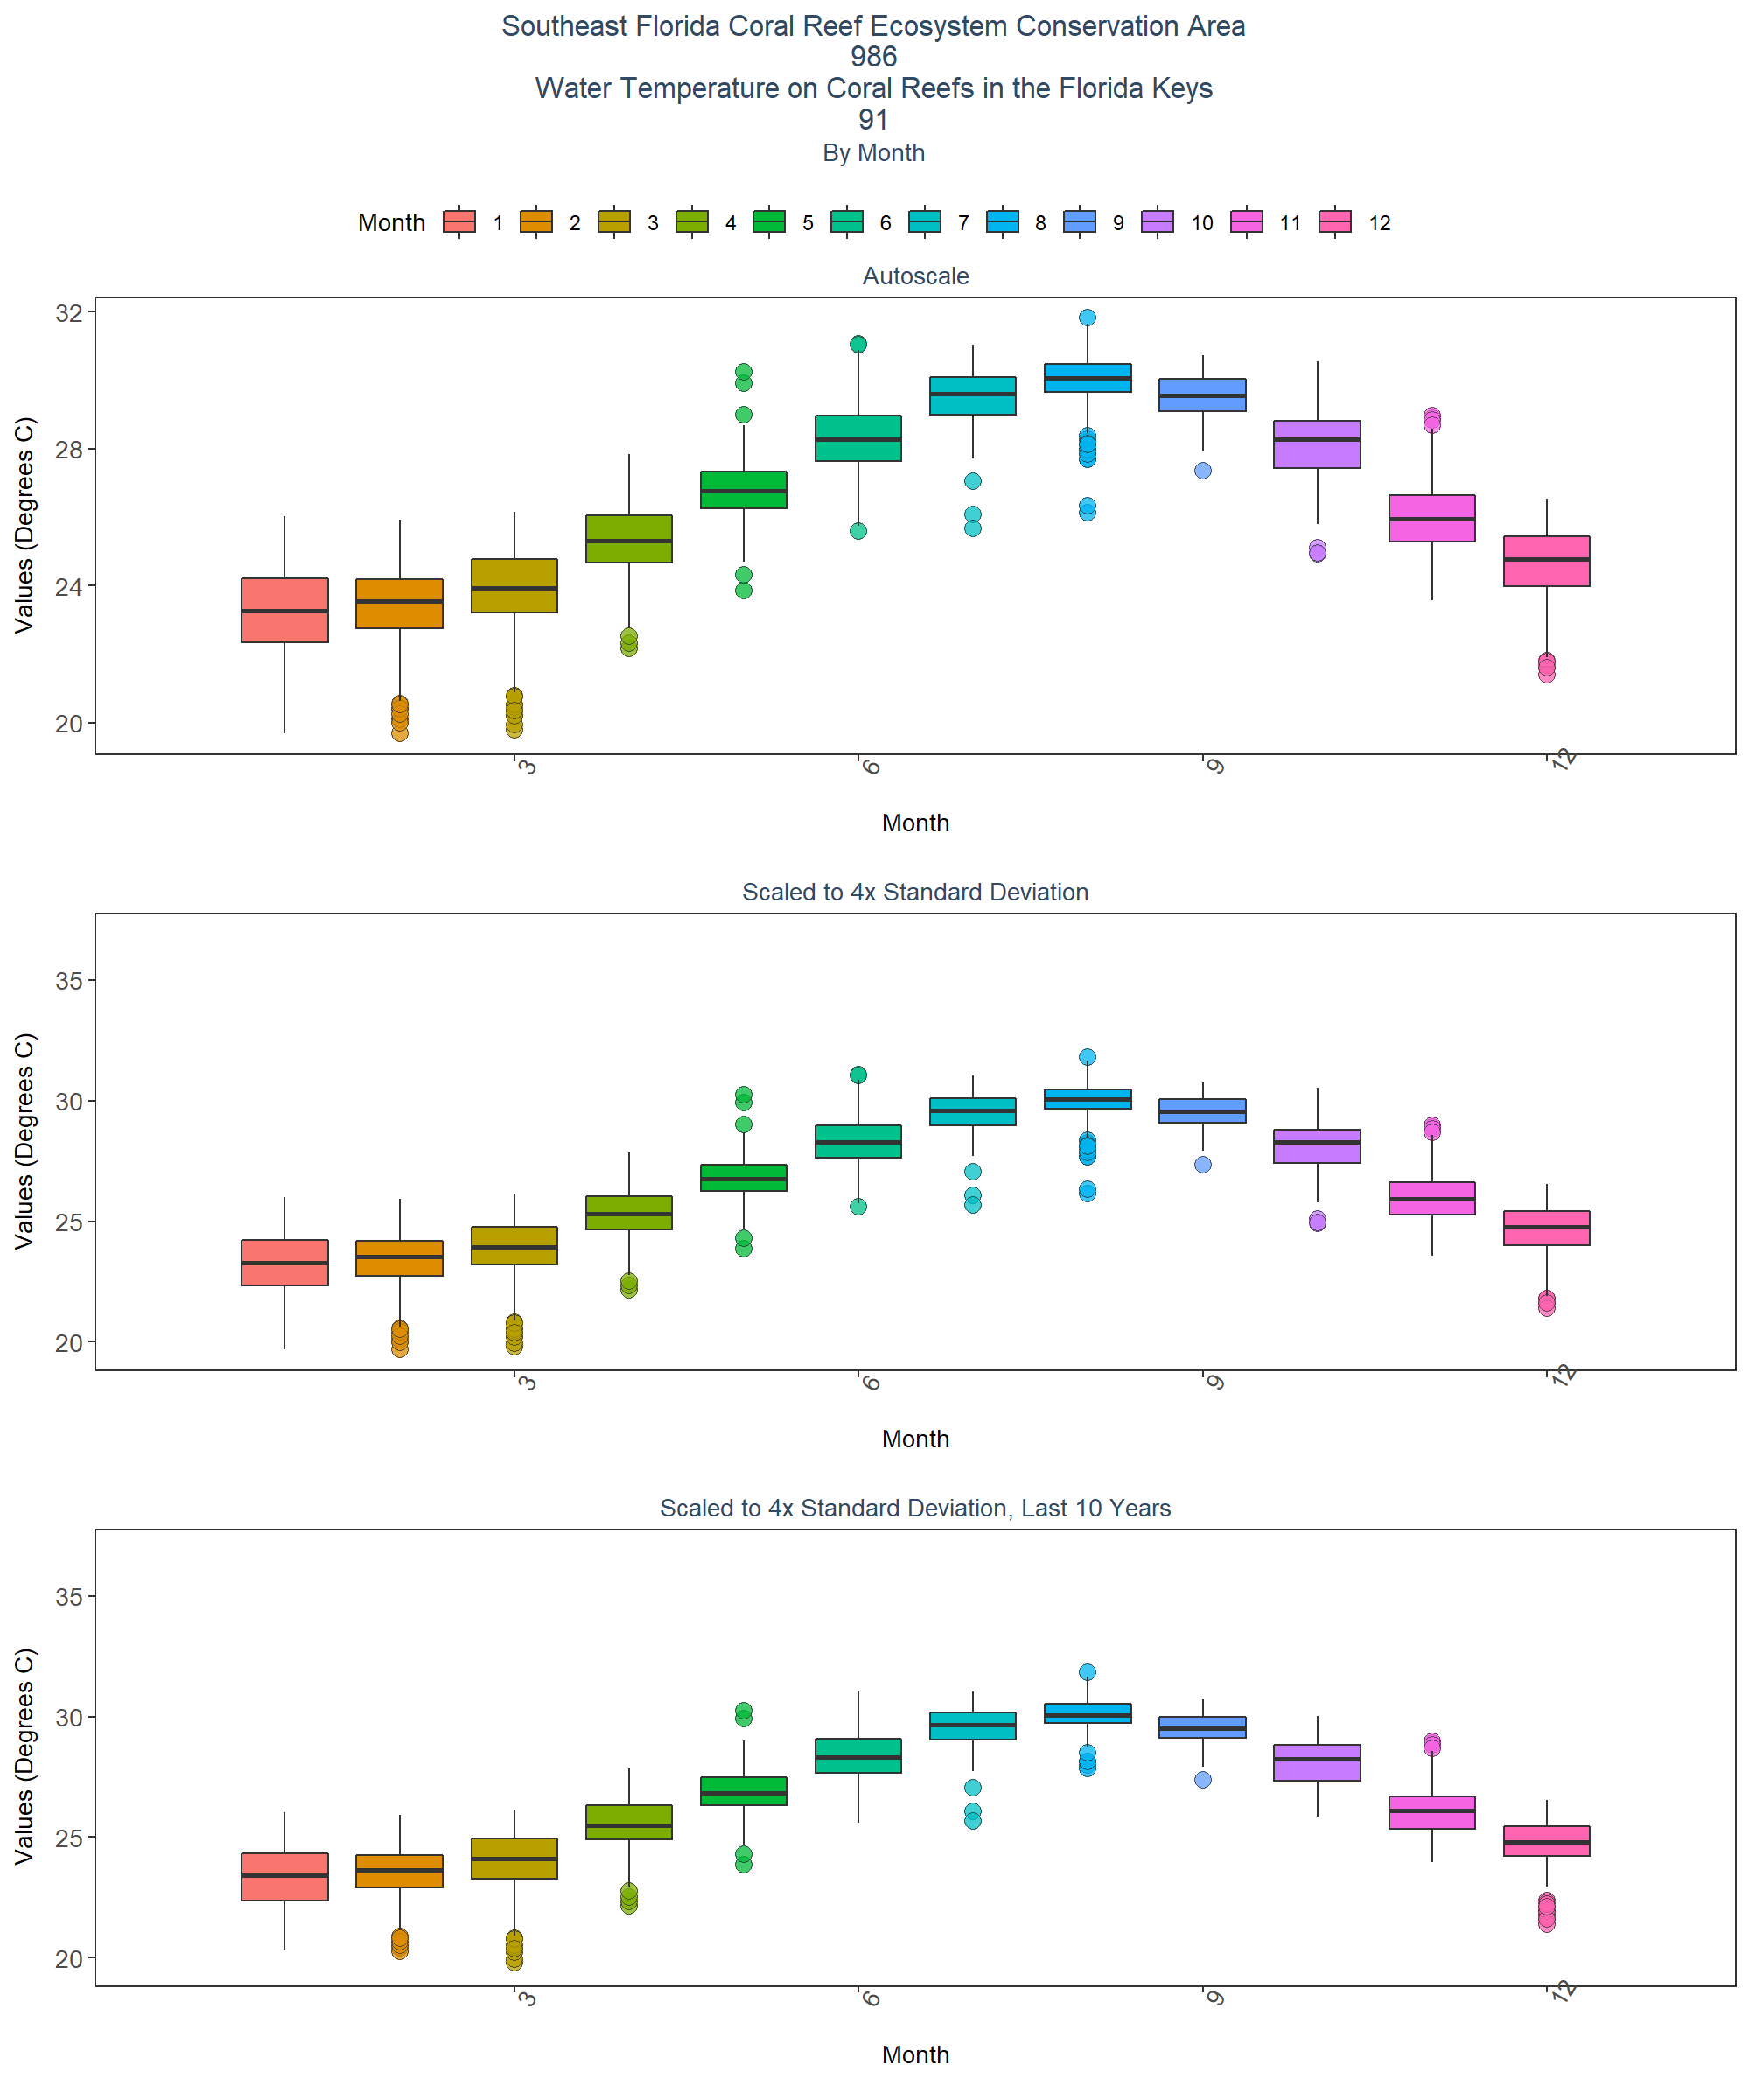 Southeast Florida Coral Reef Ecosystem Conservation Area
986
Water Temperature on Coral Reefs in the Florida Keys
91
By Month
Month 1 2 3 4 5 6 7 8 9 10 11 12
Autoscale
Values (Degrees C)
32
28
24
20
3 6 9 12
Month
Scaled to 4x Standard Deviation
Values (Degrees C)
35
30
25
20
3 6 9 12
Month
Scaled to 4x Standard Deviation, Last 10 Years
Values (Degrees C)
35
30
25
20
3 6 9 12
Month